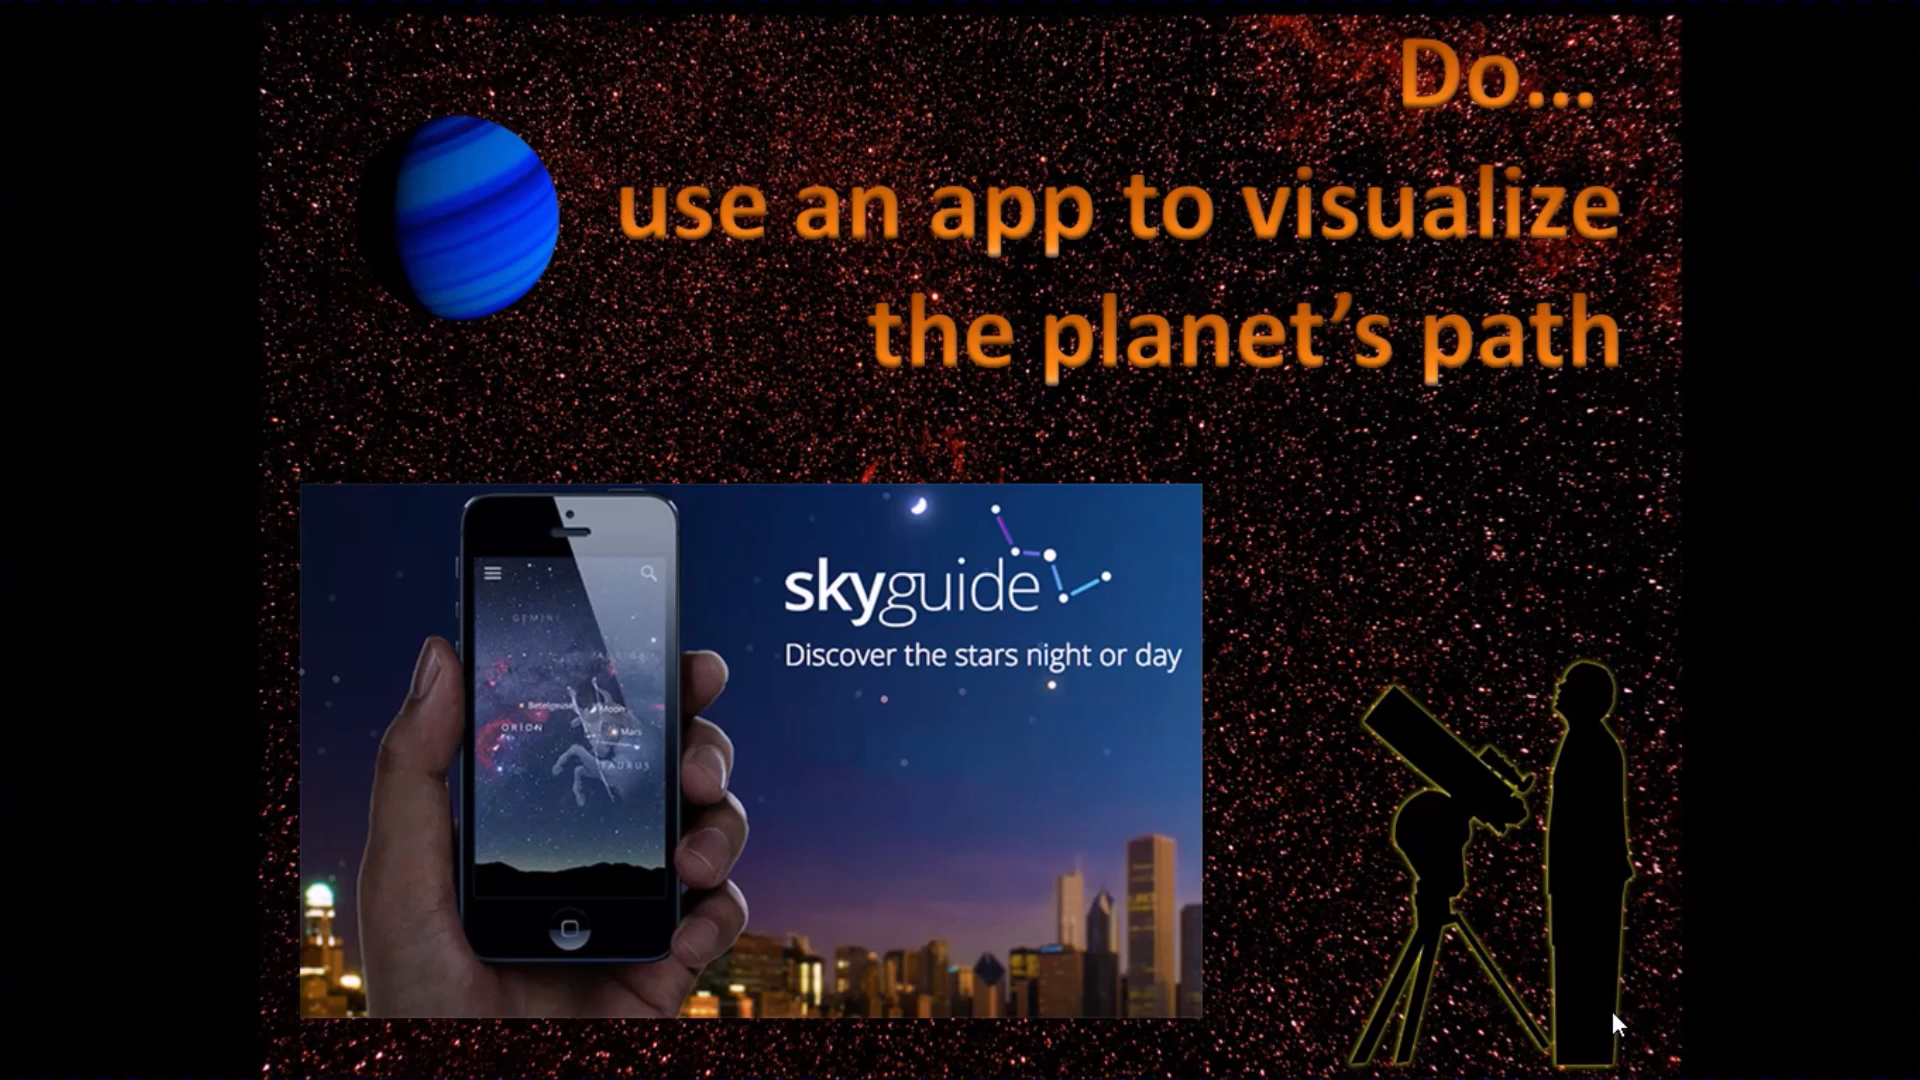 Do...
use an app to visualize
the planet’s path
skyguide
Discover the stars night or day
GEMINI
Betelgeuse
Moon
ORION
Mars
TAURUS